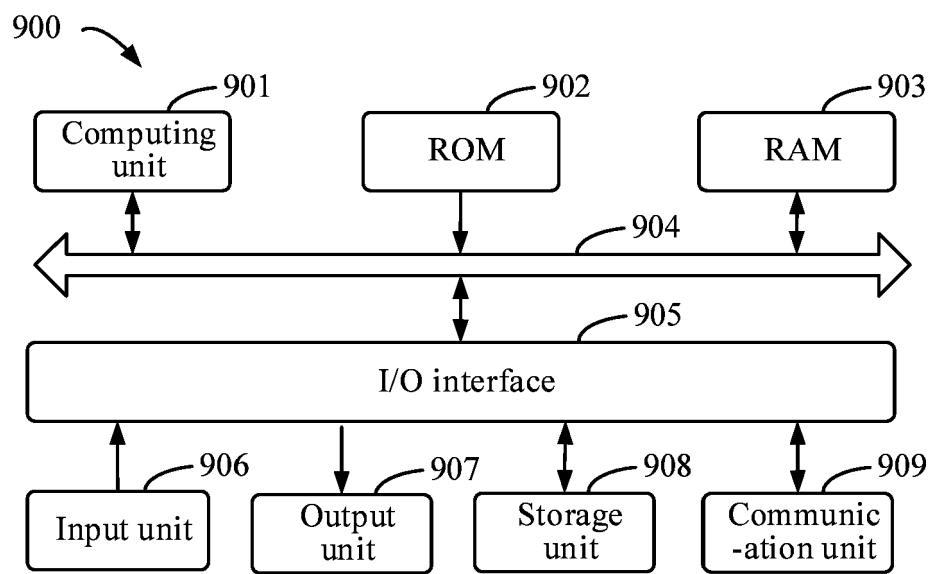 900
901
902
903
Computing
unit
ROM
RAM
904
905
I/O interface
906
907
908
909
Input unit
Output
unit
Storage
unit
Communic
-ation unit